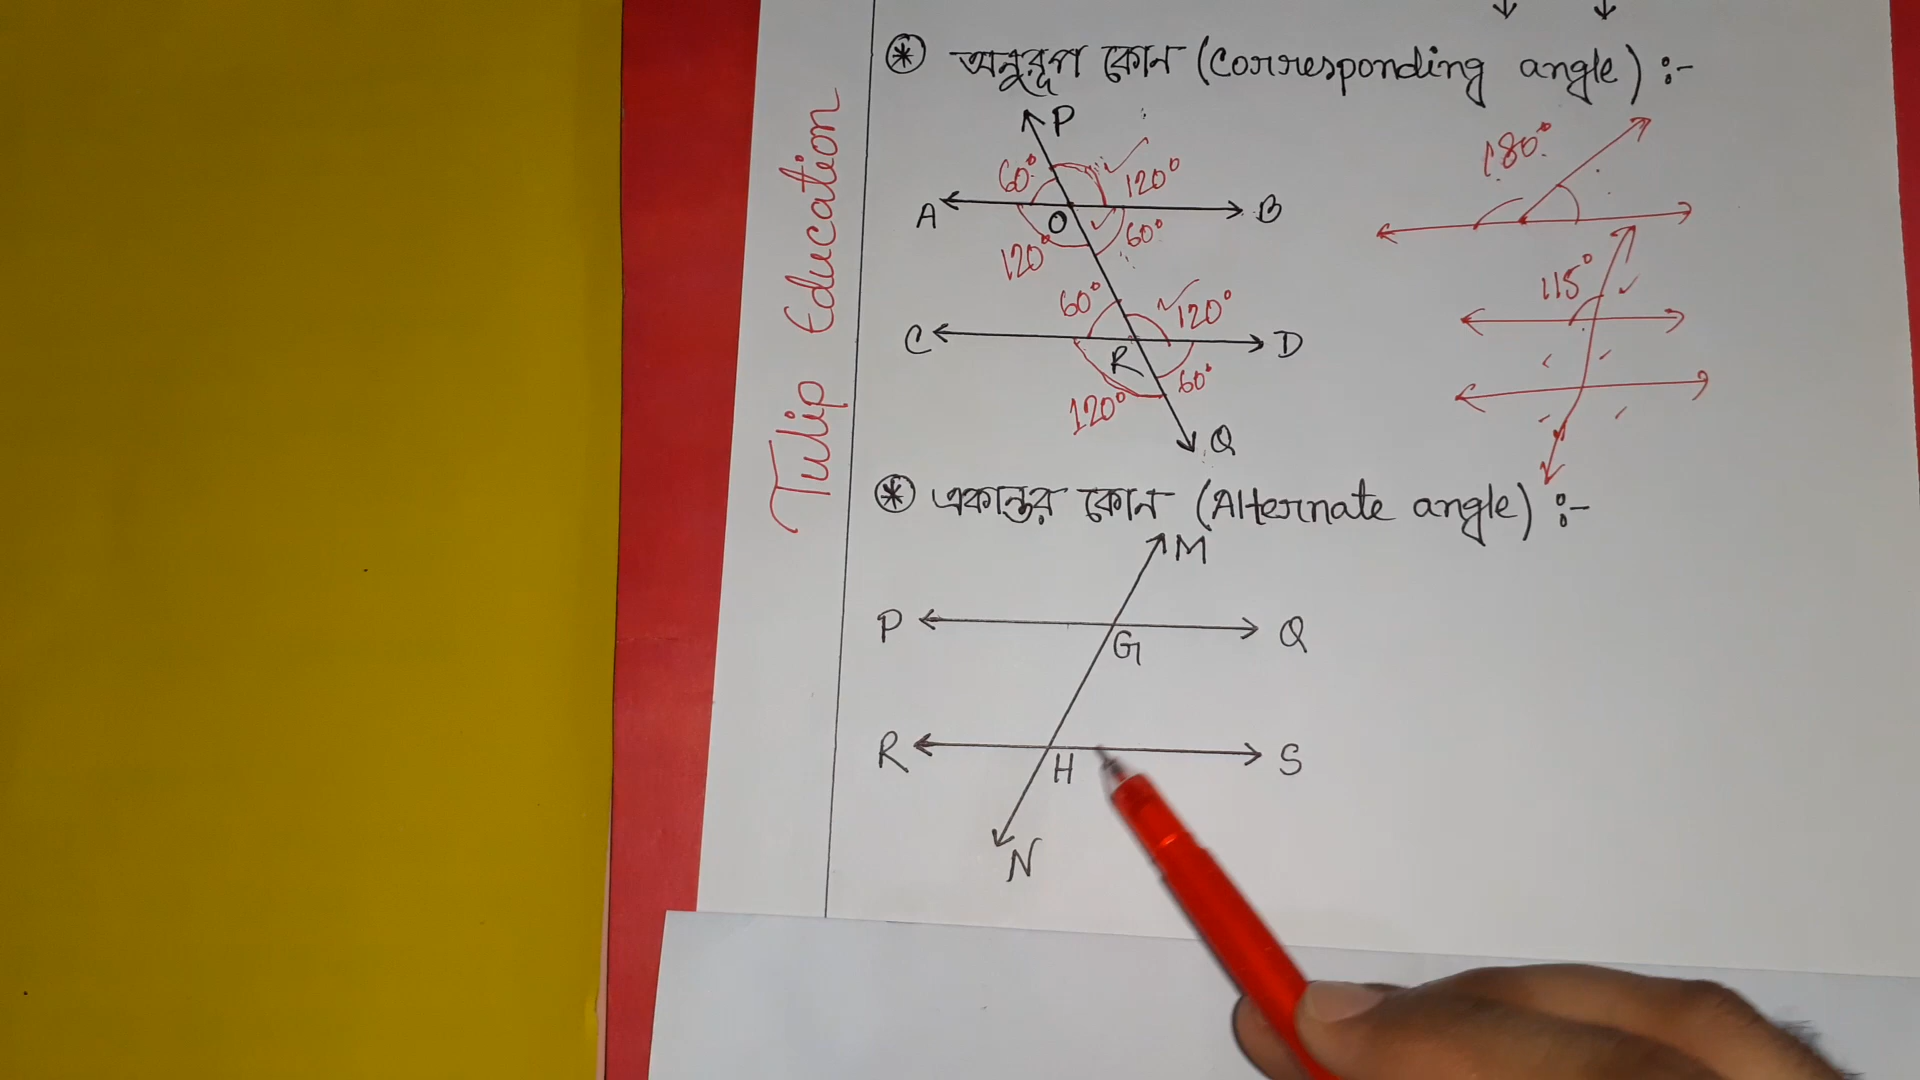 Tulip Education
অনুরূপ কোন (Corresponding angle) :-
P
60° 120°
A O B
120° 60°
60° 120°
C R D
120° 60°
Q
180°
115°
একান্তর কোন (Alternate angle) :-
M
P Q
G
R S
H
N